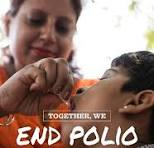 TOGETHER, WE
END POLIO